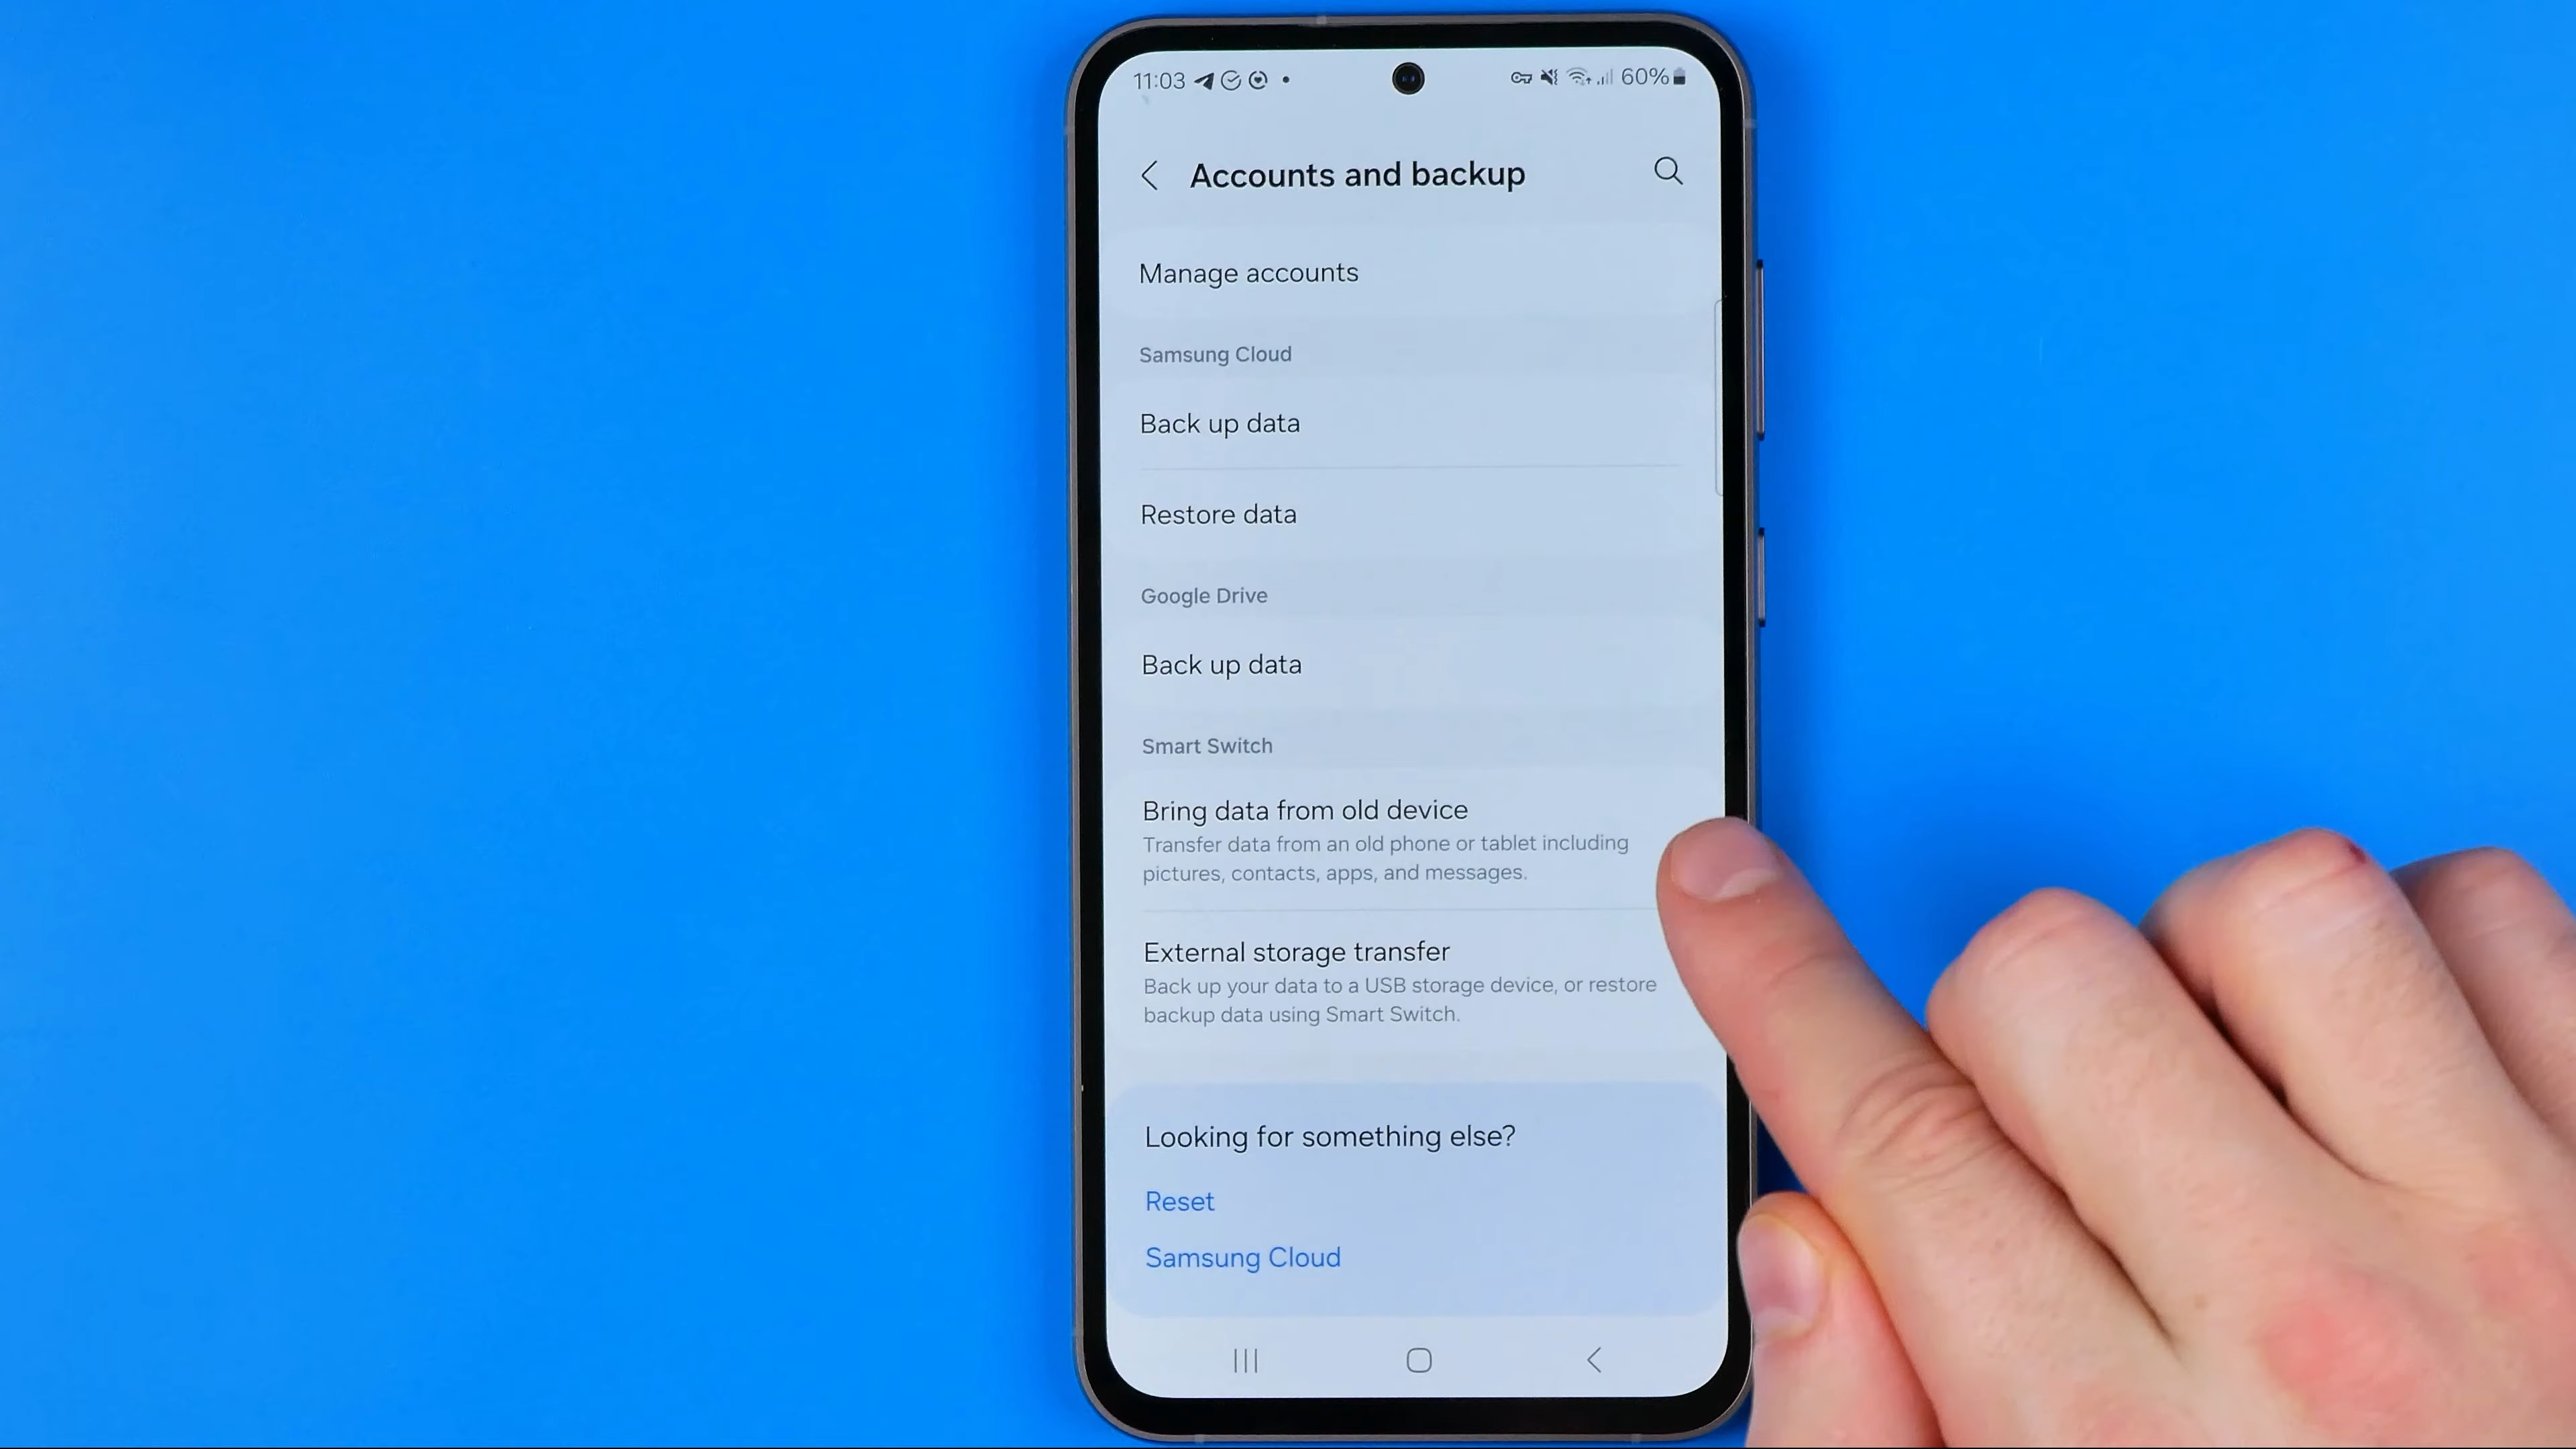 11:03
60%
Accounts and backup
Manage accounts
Samsung Cloud
Back up data
Restore data
Google Drive
Back up data
Smart Switch
Bring data from old device
Transfer data from an old phone or tablet including
pictures, contacts, apps, and messages.
External storage transfer
Back up your data to a USB storage device, or restore
backup data using Smart Switch.
Looking for something else?
Reset
Samsung Cloud